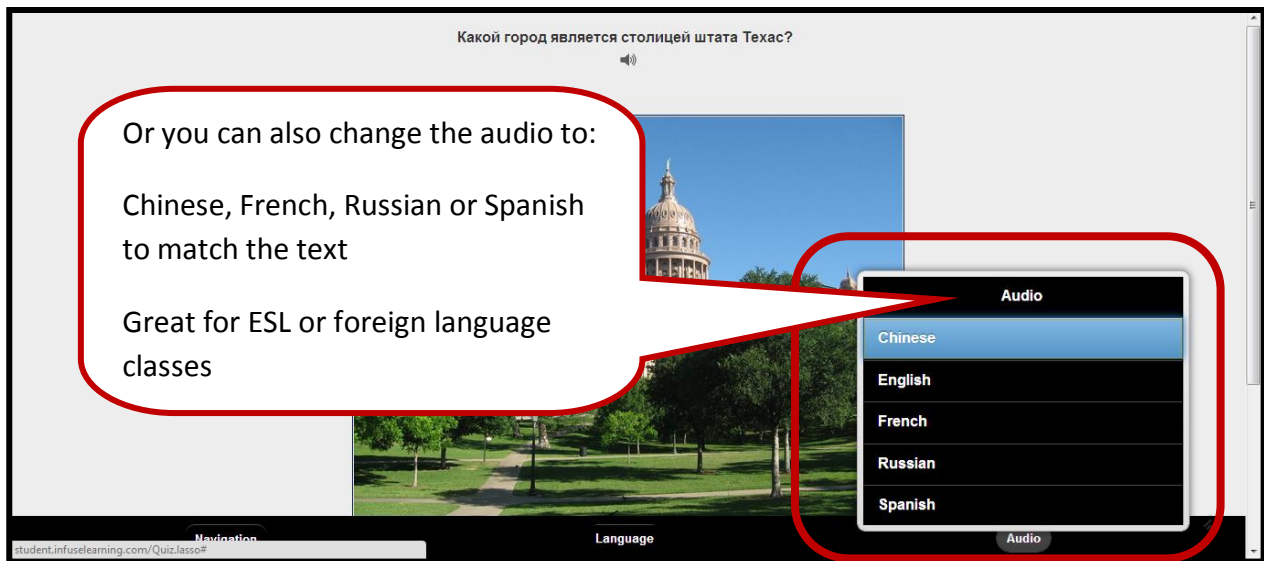 Какой город является столицей штата Техас?
Or you can also change the audio to:
Chinese, French, Russian or Spanish
to match the text
Great for ESL or foreign language
classes
Audio
Chinese
English
French
Russian
Spanish
Navigation
Language
Audio
student.infuselearning.com/Quiz.lasso#